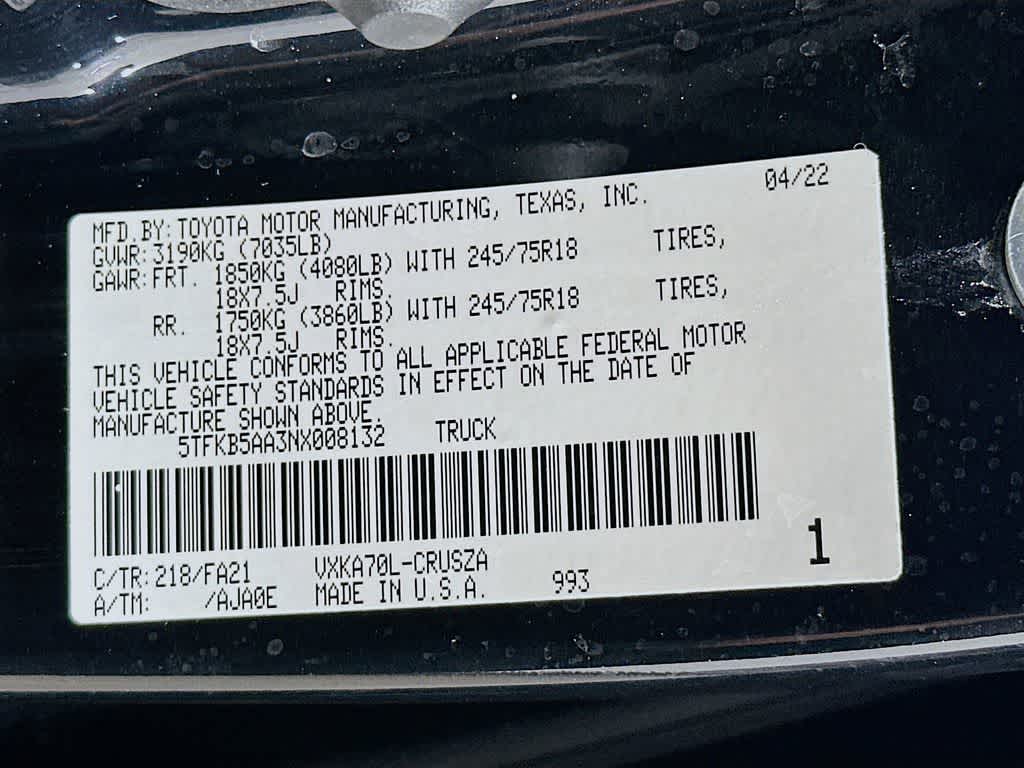 04/22
MFD.BY:TOYOTA MOTOR MANUFACTURING, TEXAS, INC.
GVWR:3190KG (7035LB)
GAWR:FRT. 1850KG (4080LB) WITH 245/75R18 TIRES,
18X7.5J RIMS.
RR. 1750KG (3860LB) WITH 245/75R18 TIRES,
18X7.5J RIMS.
THIS VEHICLE CONFORMS TO ALL APPLICABLE FEDERAL MOTOR
VEHICLE SAFETY STANDARDS IN EFFECT ON THE DATE OF
MANUFACTURE SHOWN ABOVE.
5TFKB5AA3NX008132 TRUCK
C/TR:218/FA21 VXKA70L-CRUSZA
A/TM: /AJA0E MADE IN U.S.A. 993
1